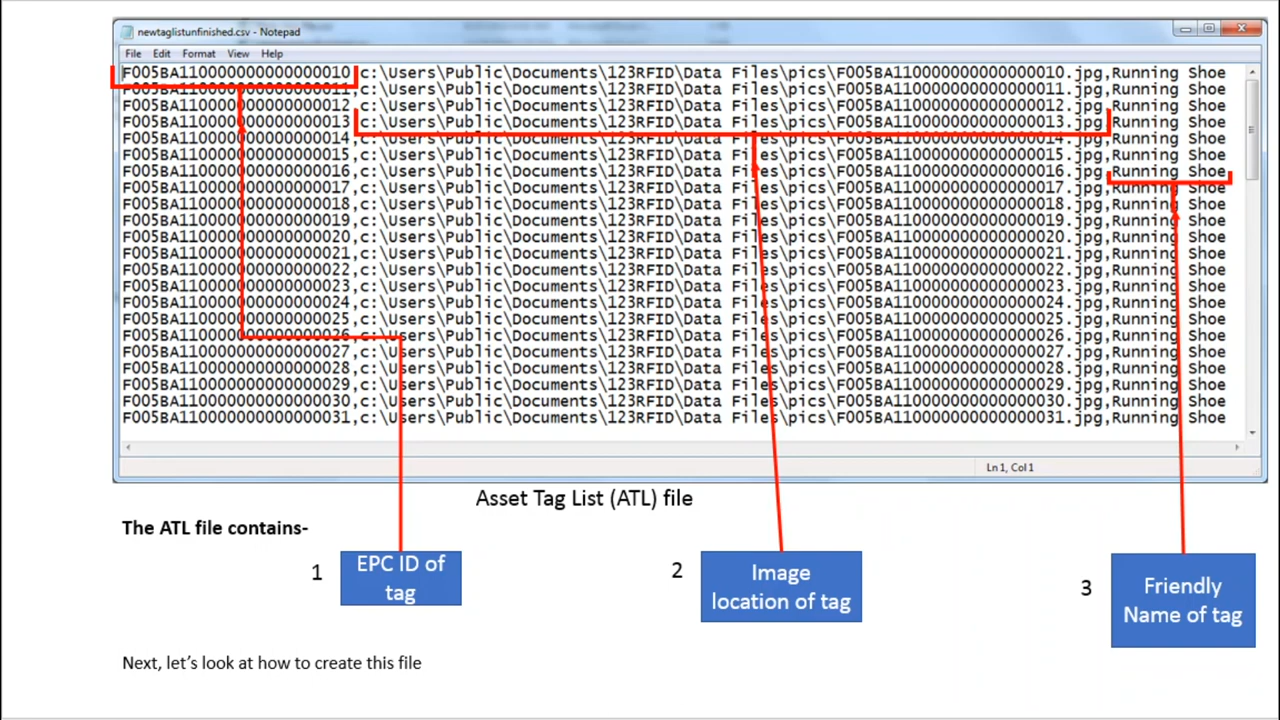 newtaglistunfinished.csv - Notepad
File Edit Format View Help
F005BA110000000000000010,c:\Users\Public\Documents\123RFID\Data Files\pics\F005BA110000000000000010.jpg,Running Shoe
F005BA110000000000000011,c:\Users\Public\Documents\123RFID\Data Files\pics\F005BA110000000000000011.jpg,Running Shoe
F005BA110000000000000012,c:\Users\Public\Documents\123RFID\Data Files\pics\F005BA110000000000000012.jpg,Running Shoe
F005BA110000000000000013,c:\Users\Public\Documents\123RFID\Data Files\pics\F005BA110000000000000013.jpg,Running Shoe
F005BA110000000000000014,c:\Users\Public\Documents\123RFID\Data Files\pics\F005BA110000000000000014.jpg,Running Shoe
F005BA110000000000000015,c:\Users\Public\Documents\123RFID\Data Files\pics\F005BA110000000000000015.jpg,Running Shoe
F005BA110000000000000016,c:\Users\Public\Documents\123RFID\Data Files\pics\F005BA110000000000000016.jpg,Running Shoe
F005BA110000000000000017,c:\Users\Public\Documents\123RFID\Data Files\pics\F005BA110000000000000017.jpg,Running Shoe
F005BA110000000000000018,c:\Users\Public\Documents\123RFID\Data Files\pics\F005BA110000000000000018.jpg,Running Shoe
F005BA110000000000000019,c:\Users\Public\Documents\123RFID\Data Files\pics\F005BA110000000000000019.jpg,Running Shoe
F005BA110000000000000020,c:\Users\Public\Documents\123RFID\Data Files\pics\F005BA110000000000000020.jpg,Running Shoe
F005BA110000000000000021,c:\Users\Public\Documents\123RFID\Data Files\pics\F005BA110000000000000021.jpg,Running Shoe
F005BA110000000000000022,c:\Users\Public\Documents\123RFID\Data Files\pics\F005BA110000000000000022.jpg,Running Shoe
F005BA110000000000000023,c:\Users\Public\Documents\123RFID\Data Files\pics\F005BA110000000000000023.jpg,Running Shoe
F005BA110000000000000024,c:\Users\Public\Documents\123RFID\Data Files\pics\F005BA110000000000000024.jpg,Running Shoe
F005BA110000000000000025,c:\Users\Public\Documents\123RFID\Data Files\pics\F005BA110000000000000025.jpg,Running Shoe
F005BA110000000000000026,c:\Users\Public\Documents\123RFID\Data Files\pics\F005BA110000000000000026.jpg,Running Shoe
F005BA110000000000000027,c:\Users\Public\Documents\123RFID\Data Files\pics\F005BA110000000000000027.jpg,Running Shoe
F005BA110000000000000028,c:\Users\Public\Documents\123RFID\Data Files\pics\F005BA110000000000000028.jpg,Running Shoe
F005BA110000000000000029,c:\Users\Public\Documents\123RFID\Data Files\pics\F005BA110000000000000029.jpg,Running Shoe
F005BA110000000000000030,c:\Users\Public\Documents\123RFID\Data Files\pics\F005BA110000000000000030.jpg,Running Shoe
F005BA110000000000000031,c:\Users\Public\Documents\123RFID\Data Files\pics\F005BA110000000000000031.jpg,Running Shoe
Ln1, Col1
Asset Tag List (ATL) file
The ATL file contains-
1
EPC ID of
tag
2
Image
location of tag
3
Friendly
Name of tag
Next, let's look at how to create this file